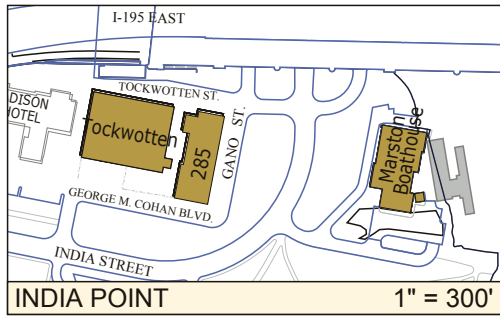 I-195 EAST
TOCKWOTTEN ST.
DISON
HOTEL
Tockwotten
285
GANO ST.
Marston
Boathouse
GEORGE M. COHAN BLVD.
INDIA STREET
INDIA POINT 1" = 300'